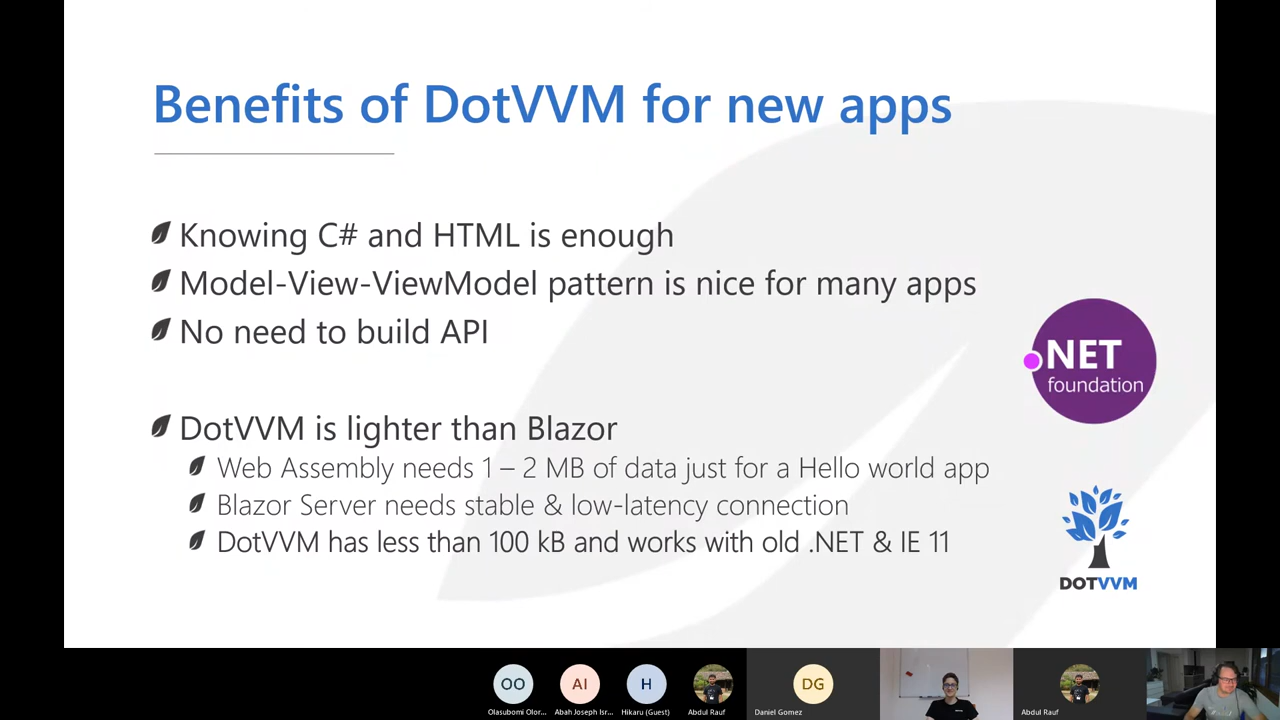 Benefits of DotVVM for new apps
Knowing C# and HTML is enough
Model-View-ViewModel pattern is nice for many apps
No need to build API
.NET
foundation
DotVVM is lighter than Blazor
Web Assembly needs 1 – 2 MB of data just for a Hello world app
Blazor Server needs stable & low-latency connection
DotVVM has less than 100 kB and works with old .NET & IE 11
DOTVVM
OO
AI
H
DG
Olasubomi Olor...
Abah Joseph Isr...
Hikaru (Guest)
Abdul Rauf
Daniel Gomez
Abdul Rauf